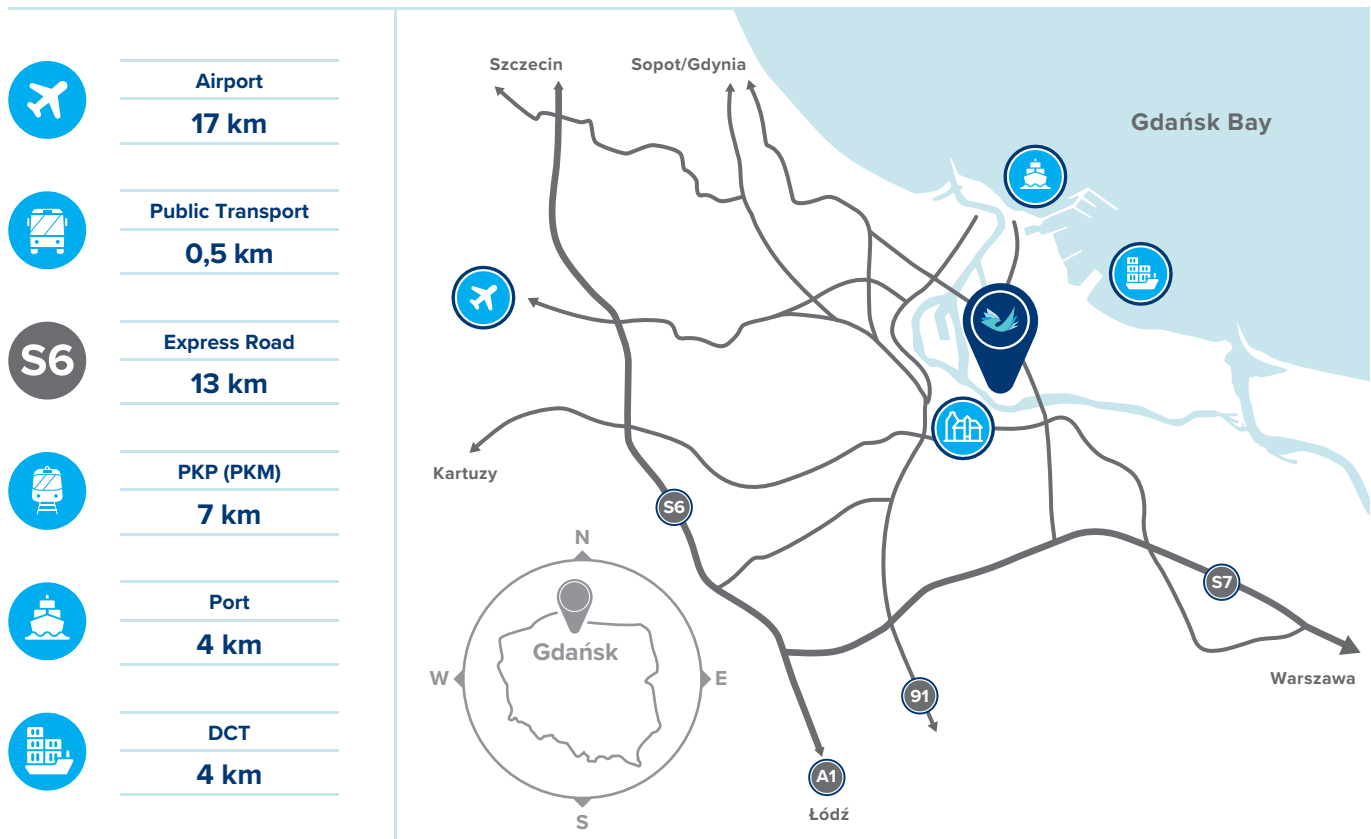 Airport
17 km
Public Transport
0,5 km
S6
Express Road
13 km
PKP (PKM)
7 km
Port
4 km
DCT
4 km
Szczecin
Sopot/Gdynia
Gdańsk Bay
Kartuzy
S6
N
Gdańsk
W
E
S
S7
Warszawa
91
A1
Łódź